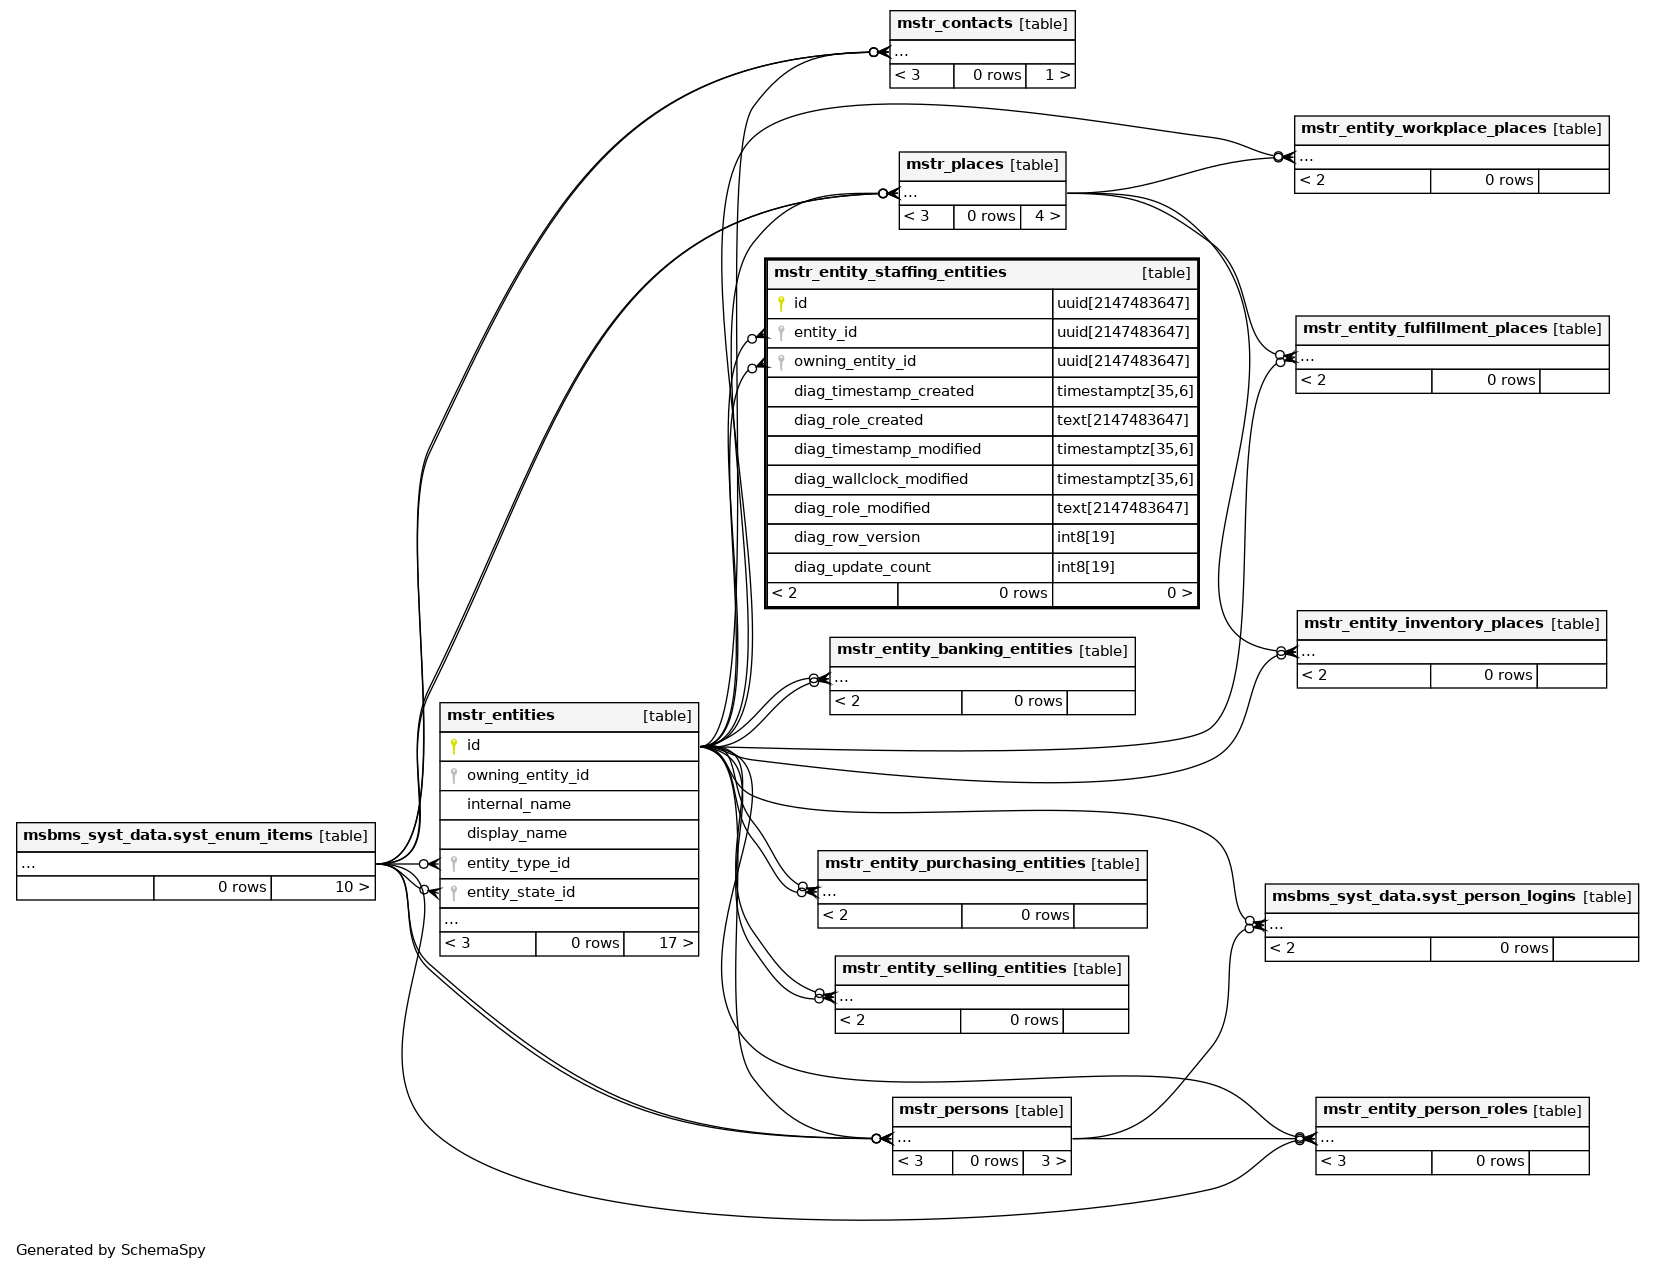 mstr_contacts [table]
...
< 3 0 rows 1 >
mstr_entity_workplace_places [table]
...
< 2 0 rows
mstr_places [table]
...
< 3 0 rows 4 >
mstr_entity_staffing_entities [table]
id uuid[2147483647]
entity_id uuid[2147483647]
owning_entity_id uuid[2147483647]
diag_timestamp_created timestamptz[35,6]
diag_role_created text[2147483647]
diag_timestamp_modified timestamptz[35,6]
diag_wallclock_modified timestamptz[35,6]
diag_role_modified text[2147483647]
diag_row_version int8[19]
diag_update_count int8[19]
< 2 0 rows 0 >
mstr_entity_fulfillment_places [table]
...
< 2 0 rows
mstr_entity_inventory_places [table]
...
< 2 0 rows
mstr_entity_banking_entities [table]
...
< 2 0 rows
mstr_entities [table]
id
owning_entity_id
internal_name
display_name
entity_type_id
entity_state_id
...
< 3 0 rows 17 >
msbms_syst_data.syst_enum_items [table]
...
0 rows 10 >
mstr_entity_purchasing_entities [table]
...
< 2 0 rows
msbms_syst_data.syst_person_logins [table]
...
< 2 0 rows
mstr_entity_selling_entities [table]
...
< 2 0 rows
mstr_persons [table]
...
< 3 0 rows 3 >
mstr_entity_person_roles [table]
...
< 3 0 rows
Generated by SchemaSpy